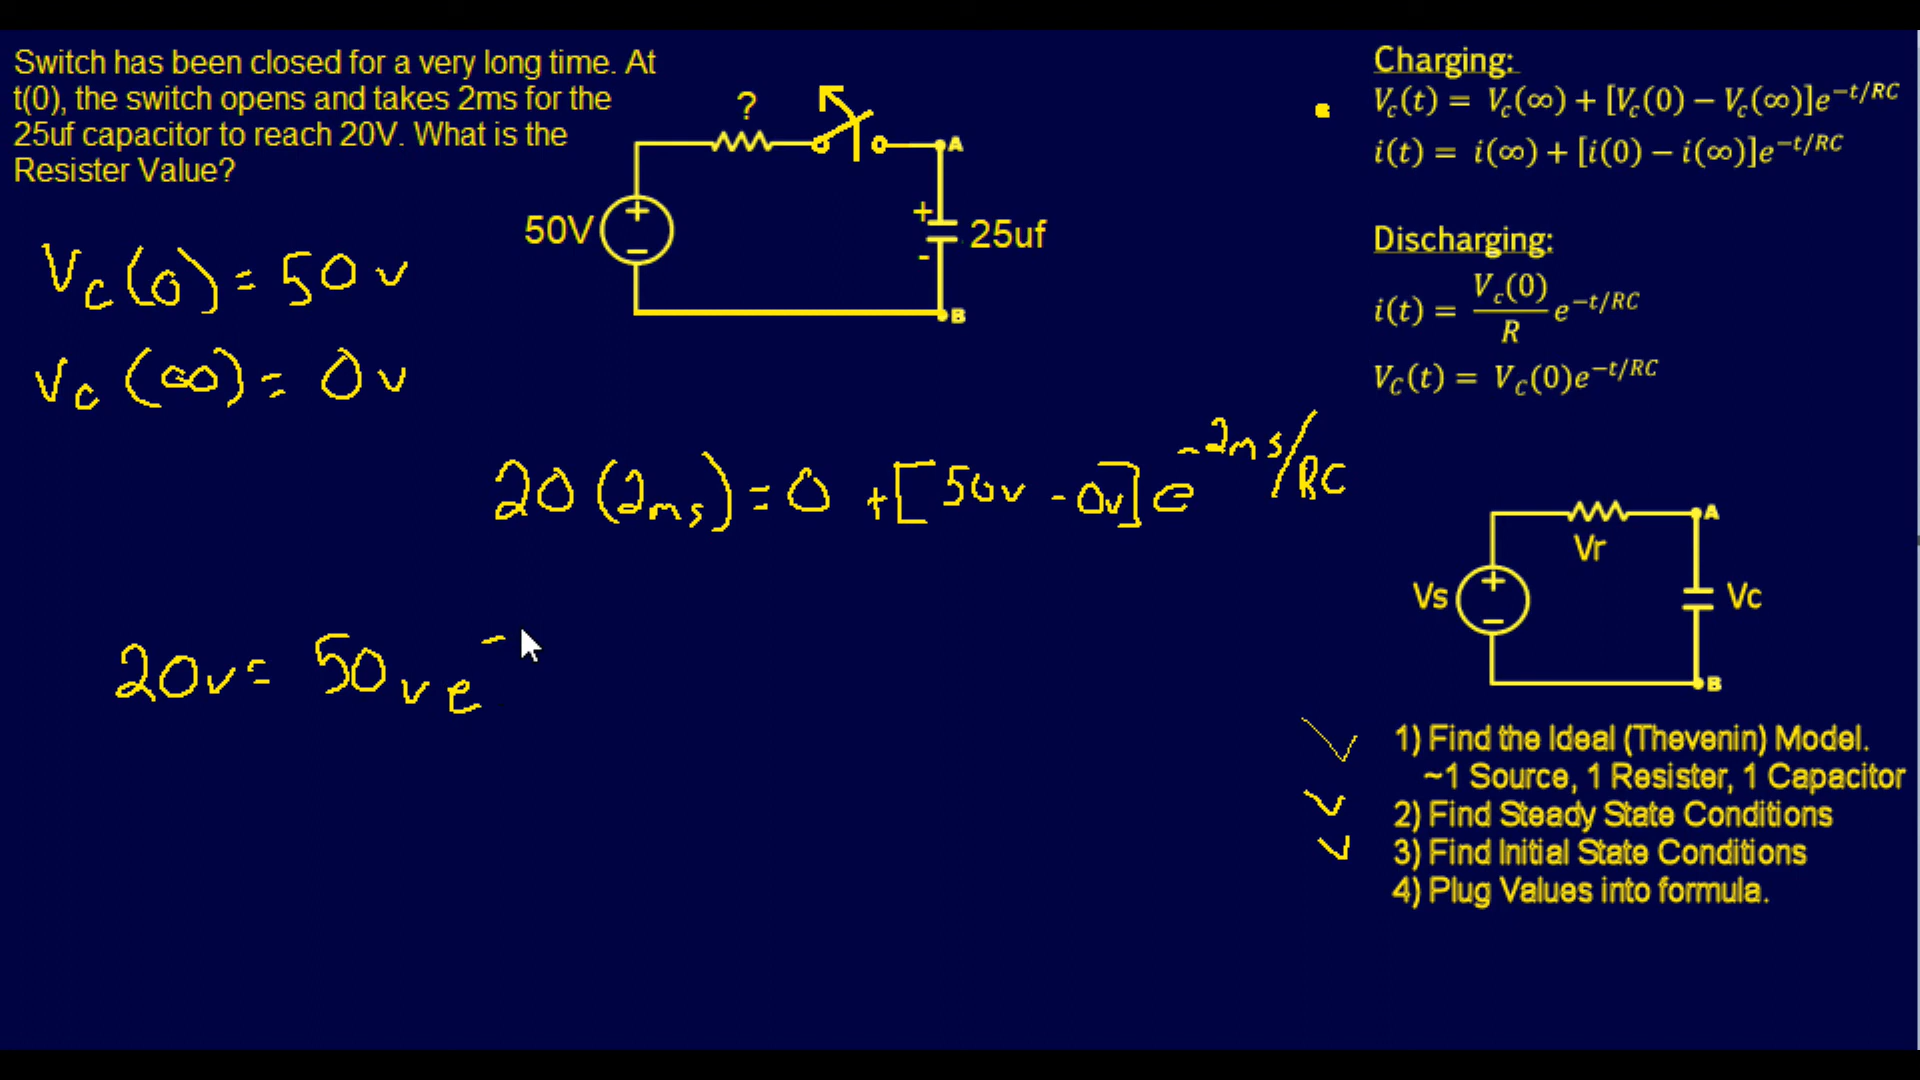 Switch has been closed for a very long time. At
t(0), the switch opens and takes 2ms for the
25uf capacitor to reach 20V. What is the
Resister Value?
?
A
50V
+
−
+
-
25uf
B
Vc(0) = 50v
Vc(∞) = 0v
20(2ms) = 0 + [50v - 0v]e^-2ms/RC
20v = 50v e^-
Charging:
Vc(t) = Vc(∞) + [Vc(0) − Vc(∞)]e^−t/RC
i(t) = i(∞) + [i(0) − i(∞)]e^−t/RC
Discharging:
i(t) = Vc(0)/R e^−t/RC
VC(t) = VC(0)e^−t/RC
A
Vr
Vs
+
−
Vc
B
1) Find the Ideal (Thevenin) Model.
~1 Source, 1 Resister, 1 Capacitor
2) Find Steady State Conditions
3) Find Initial State Conditions
4) Plug Values into formula.